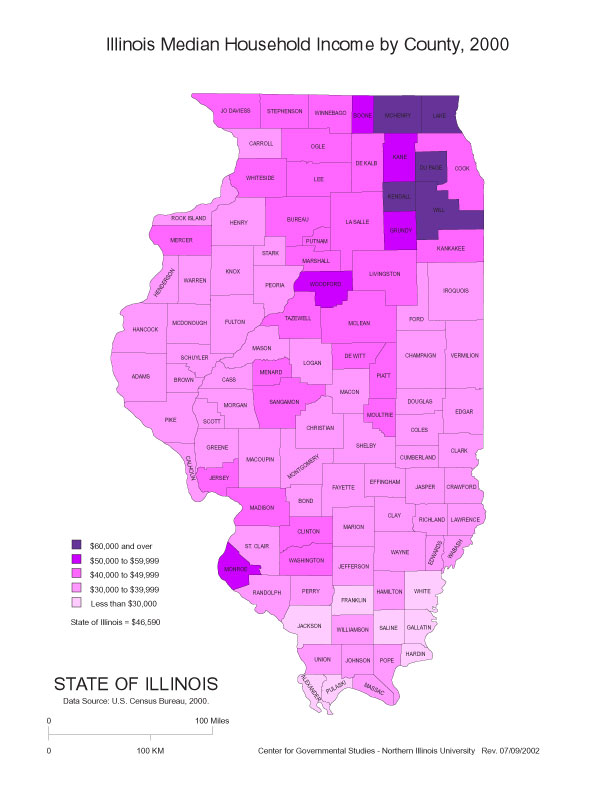 Illinois Median Household Income by County, 2000
JO DAVIESS
STEPHENSON
WINNEBAGO
BOONE
MCHENRY
LAKE
CARROLL
OGLE
DE KALB
KANE
DU PAGE
COOK
WHITESIDE
LEE
KENDALL
WILL
ROCK ISLAND
HENRY
BUREAU
LA SALLE
GRUNDY
MERCER
PUTNAM
KANKAKEE
STARK
MARSHALL
HENDERSON
WARREN
KNOX
PEORIA
WOODFORD
LIVINGSTON
IROQUOIS
HANCOCK
MCDONOUGH
FULTON
TAZEWELL
MCLEAN
FORD
SCHUYLER
MASON
LOGAN
DE WITT
CHAMPAIGN
VERMILION
ADAMS
BROWN
CASS
MENARD
PIATT
MACON
MORGAN
SANGAMON
DOUGLAS
EDGAR
PIKE
SCOTT
CHRISTIAN
MOULTRIE
COLES
GREENE
MACOUPIN
MONTGOMERY
SHELBY
CUMBERLAND
CLARK
CALHOUN
JERSEY
FAYETTE
EFFINGHAM
JASPER
CRAWFORD
MADISON
BOND
CLAY
RICHLAND
LAWRENCE
CLINTON
MARION
ST. CLAIR
WAYNE
EDWARDS
WABASH
MONROE
WASHINGTON
JEFFERSON
RANDOLPH
PERRY
FRANKLIN
HAMILTON
WHITE
JACKSON
WILLIAMSON
SALINE
GALLATIN
UNION
JOHNSON
POPE
HARDIN
ALEXANDER
PULASKI
MASSAC
$60,000 and over
$50,000 to $59,999
$40,000 to $49,999
$30,000 to $39,999
Less than $30,000
State of Illinois = $46,590
STATE OF ILLINOIS
Data Source: U.S. Census Bureau, 2000.
0 100 Miles
0 100 KM
Center for Governmental Studies - Northern Illinois University Rev. 07/09/2002